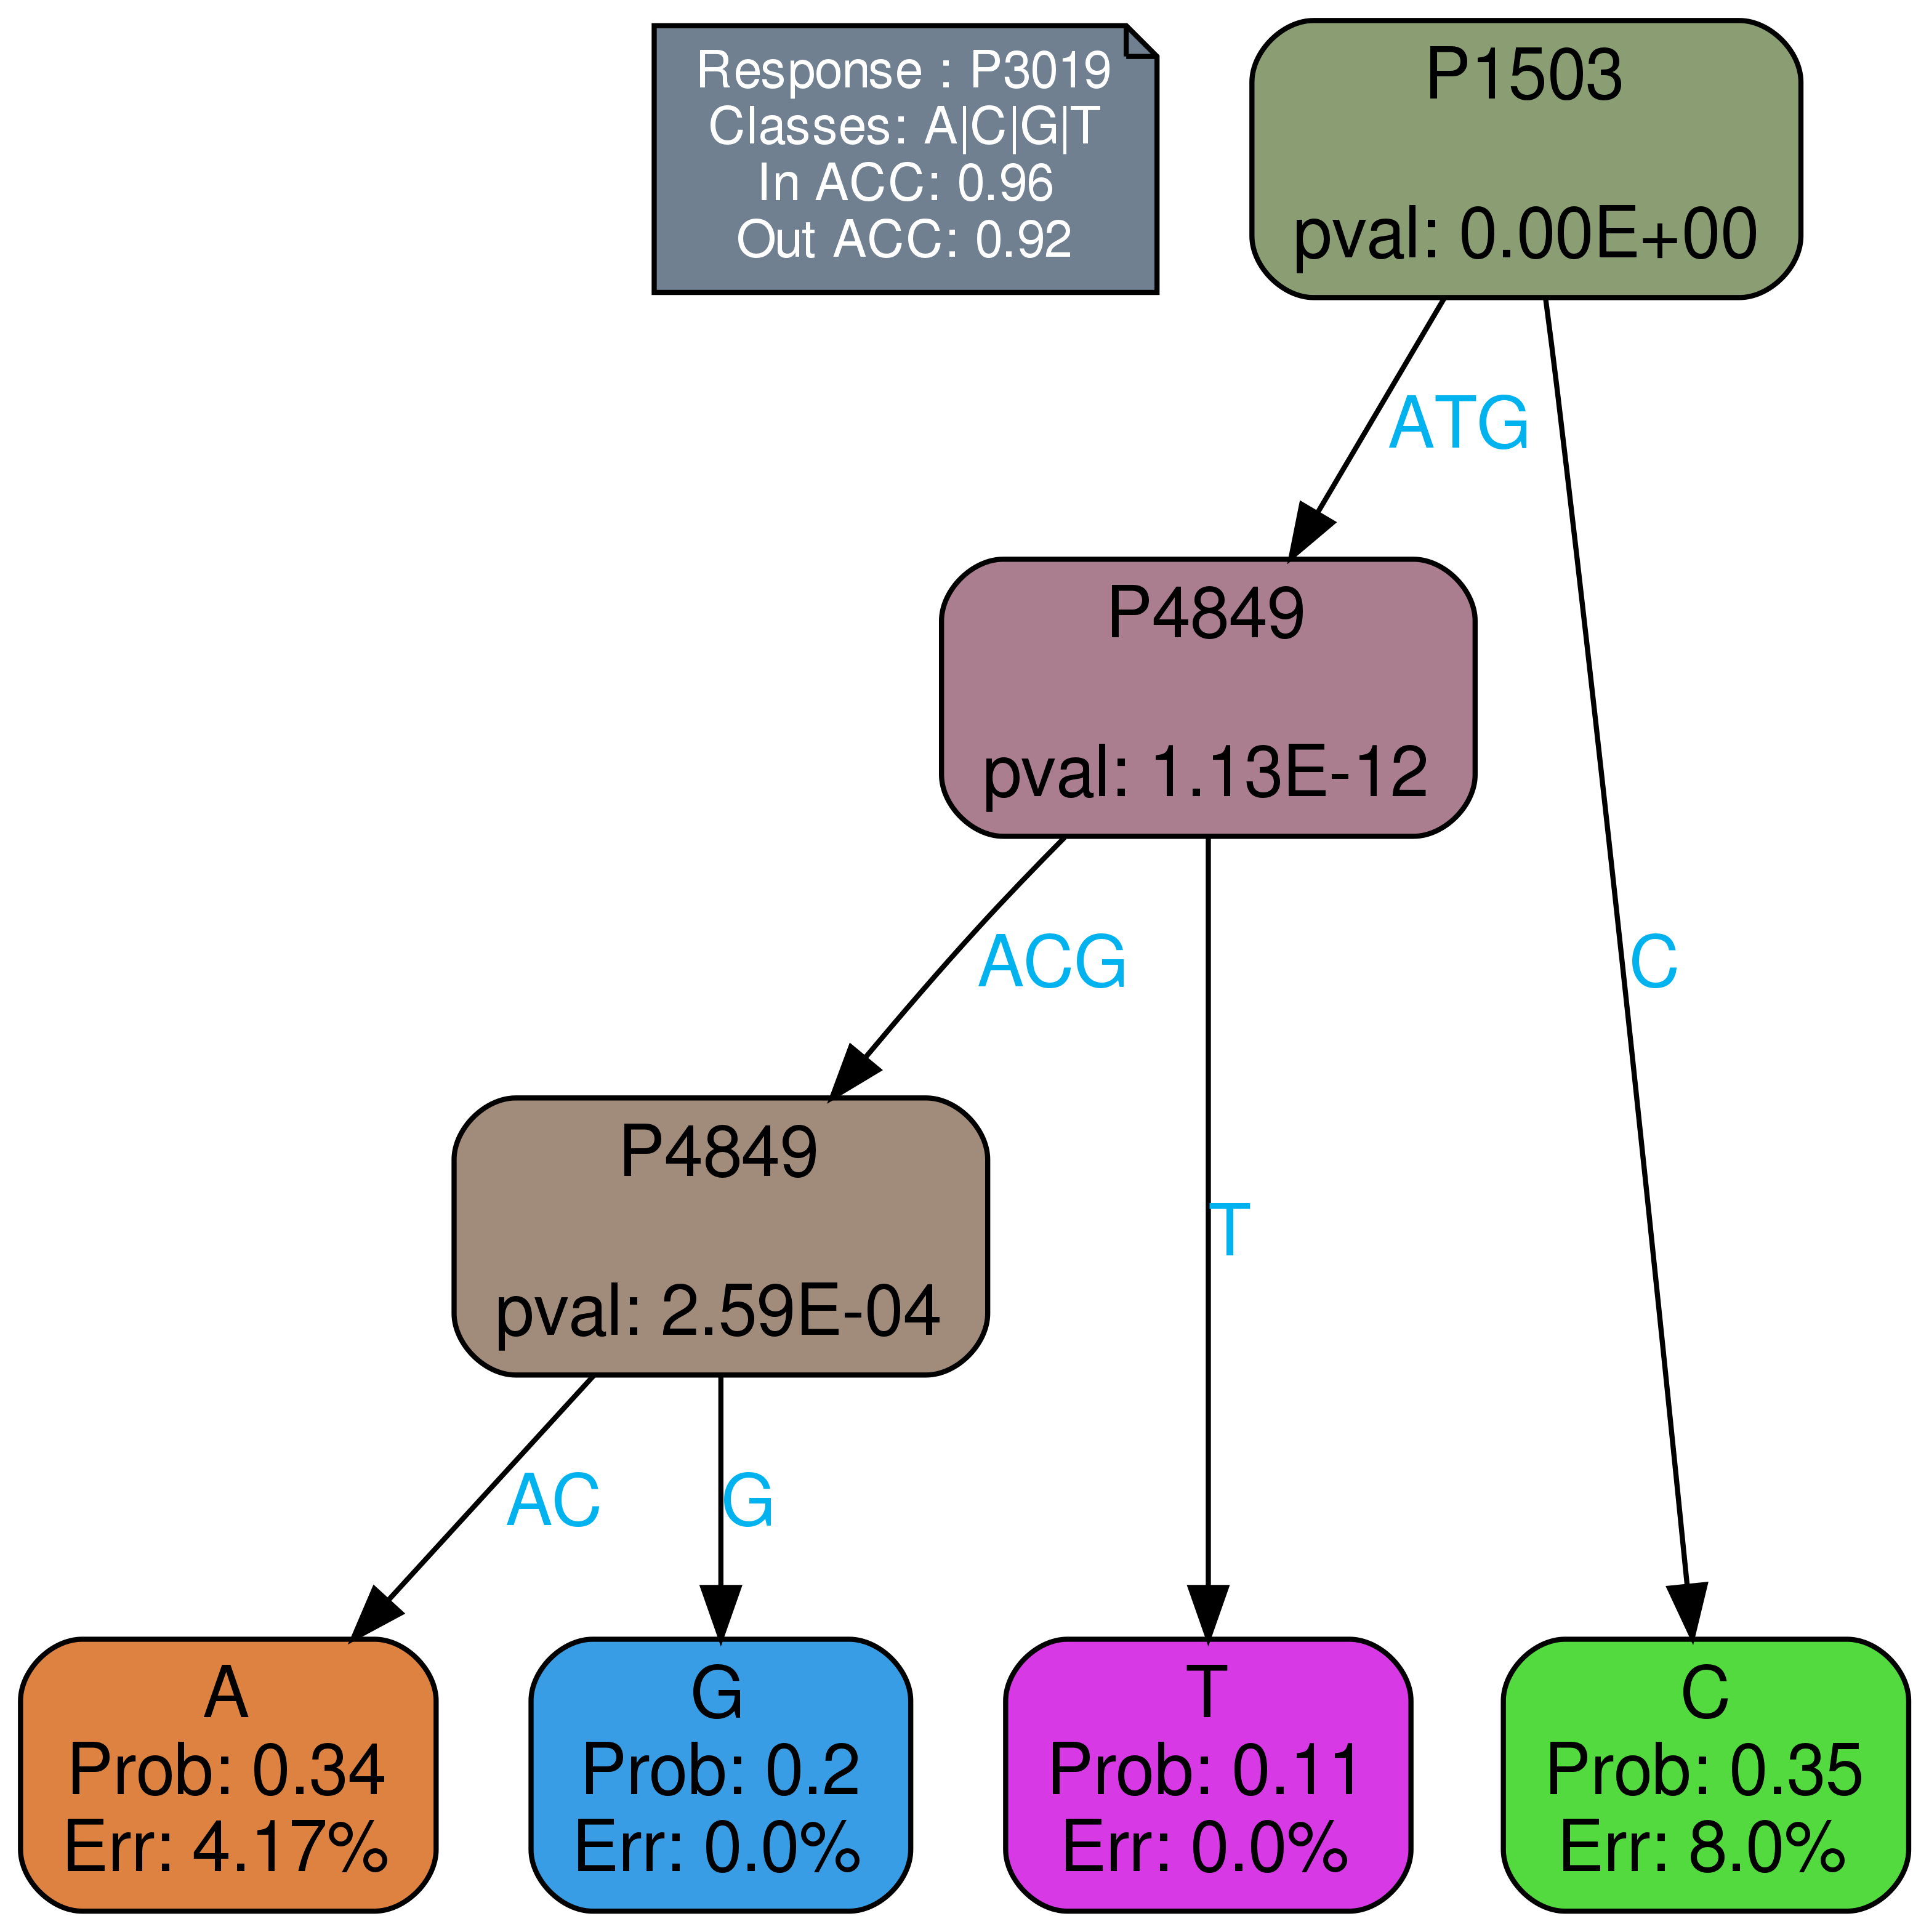 Response : P3019
Classes: A|C|G|T
In ACC: 0.96
Out ACC: 0.92
P1503
pval: 0.00E+00
ATG
P4849
pval: 1.13E-12
ACG
C
P4849
pval: 2.59E-04
T
AC
G
A
Prob: 0.34
Err: 4.17%
G
Prob: 0.2
Err: 0.0%
T
Prob: 0.11
Err: 0.0%
C
Prob: 0.35
Err: 8.0%